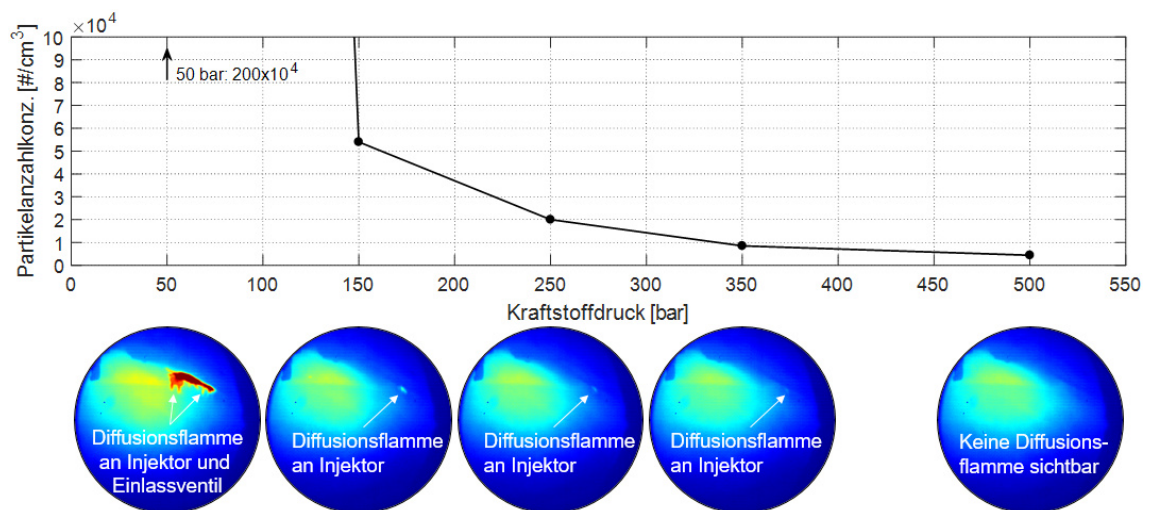 ×10⁴
10
9
8
7
6
5
4
3
2
1
0
Partikelanzahlkonz. [#/cm³]
50 bar: 200x10⁴
0 50 100 150 200 250 300 350 400 450 500 550
Kraftstoffdruck [bar]
Diffusionsflamme
an Injektor und
Einlassventil
Diffusionsflamme
an Injektor
Diffusionsflamme
an Injektor
Diffusionsflamme
an Injektor
Keine Diffusions-
flamme sichtbar